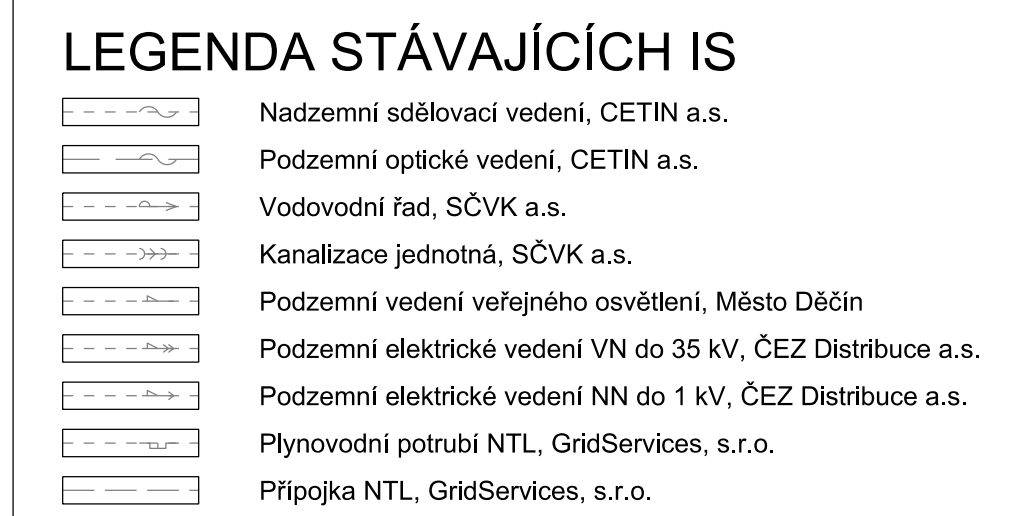 LEGENDA STÁVAJÍCÍCH IS
Nadzemní sdělovací vedení, CETIN a.s.
Podzemní optické vedení, CETIN a.s.
Vodovodní řad, SČVK a.s.
Kanalizace jednotná, SČVK a.s.
Podzemní vedení veřejného osvětlení, Město Děčín
Podzemní elektrické vedení VN do 35 kV, ČEZ Distribuce a.s.
Podzemní elektrické vedení NN do 1 kV, ČEZ Distribuce a.s.
Plynovodní potrubí NTL, GridServices, s.r.o.
Přípojka NTL, GridServices, s.r.o.